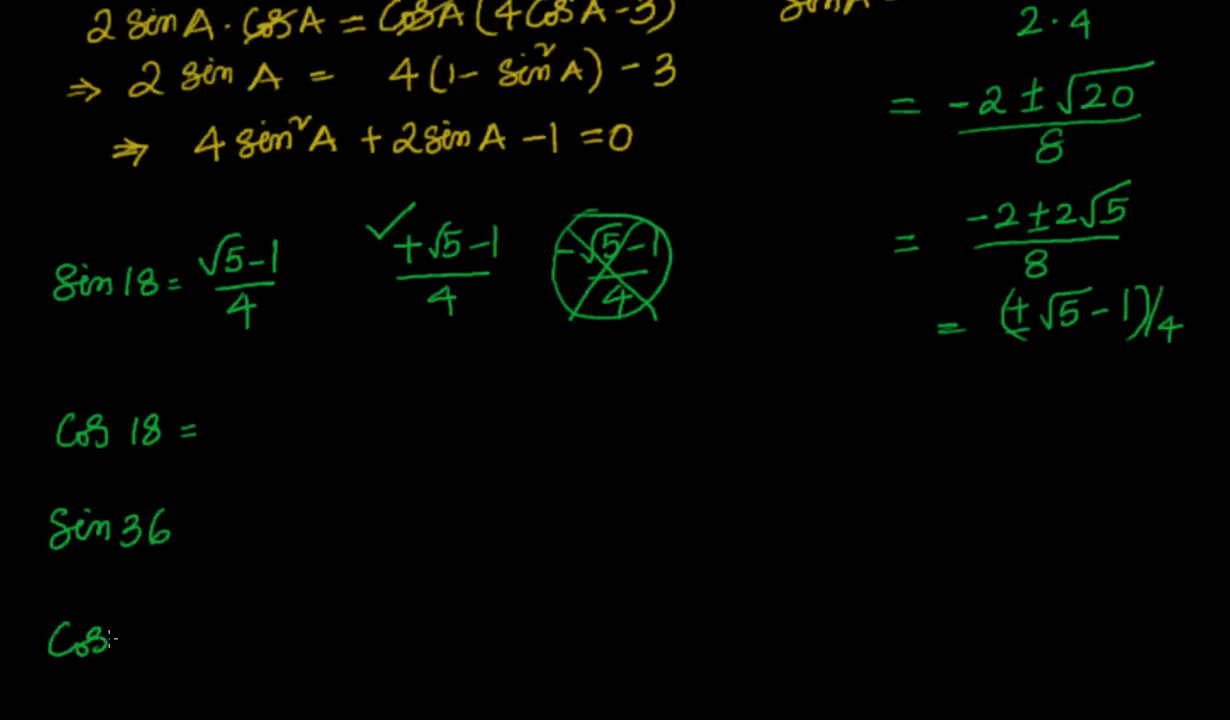 2 sin A · Cos A = Cos A (4 Cos²A - 3)
⇒ 2 sin A = 4 (1 - sin²A) - 3
⇒ 4 sin²A + 2 sin A - 1 = 0
Sin 18 = (√5 - 1)/4
✓ (+√5 - 1)/4
(-√5 - 1)/4
Cos 18 =
Sin 36
Cos
2 · 4
= (-2 ± √20)/8
= (-2 ± 2√5)/8
= (± √5 - 1)/4